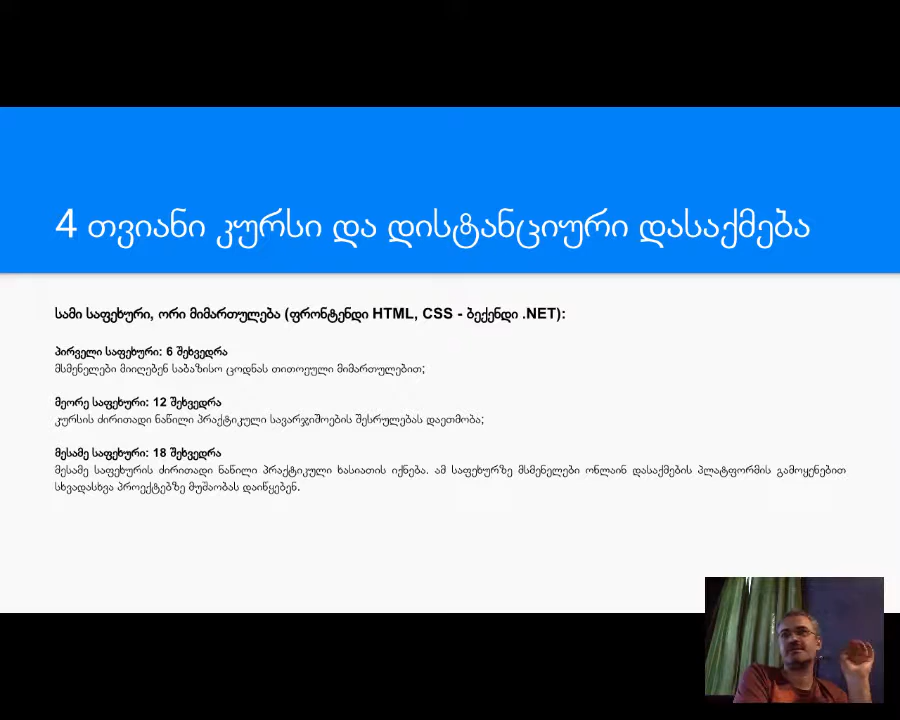 4 თვიანი კურსი და დისტანციური დასაქმება
სამი საფეხური, ორი მიმართულება (ფრონტენდი HTML, CSS - ბექენდი .NET):
პირველი საფეხური: 6 შეხვედრა
მსმენელები მიიღებენ საბაზისო ცოდნას თითოეული მიმართულებით;
მეორე საფეხური: 12 შეხვედრა
კურსის ძირითადი ნაწილი პრაქტიკული სავარჯიშოების შესრულებას დაეთმობა;
მესამე საფეხური: 18 შეხვედრა
მესამე საფეხურის ძირითადი ნაწილი პრაქტიკული ხასიათის იქნება. ამ საფეხურზე მსმენელები ონლაინ დასაქმების პლატფორმის გამოყენებით
სხვადასხვა პროექტებზე მუშაობას დაიწყებენ.